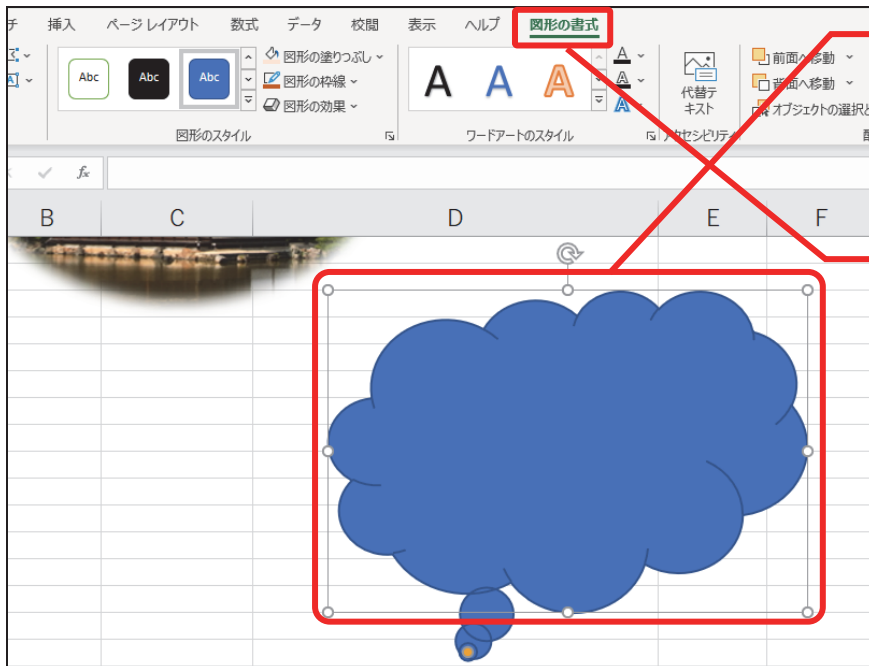 チ 挿入 ページ レイアウト 数式 データ 校閲 表示 ヘルプ 図形の書式
Abc Abc Abc
図形の塗りつぶし
図形の枠線
図形の効果
図形のスタイル
A A A
A
A
A
ワードアートのスタイル
代替テ
キスト
アクセシビリティ
前面へ移動
背面へ移動
オブジェクトの選択と
fx
B C D E F